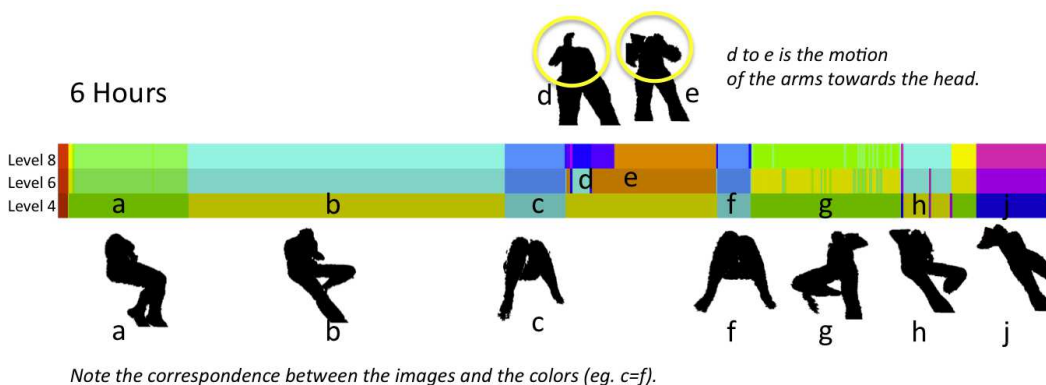 d to e is the motion
of the arms towards the head.
6 Hours
d e
Level 8
Level 6
Level 4
d e
a b c f g h j
a b c f g h j
Note the correspondence between the images and the colors (eg. c=f).